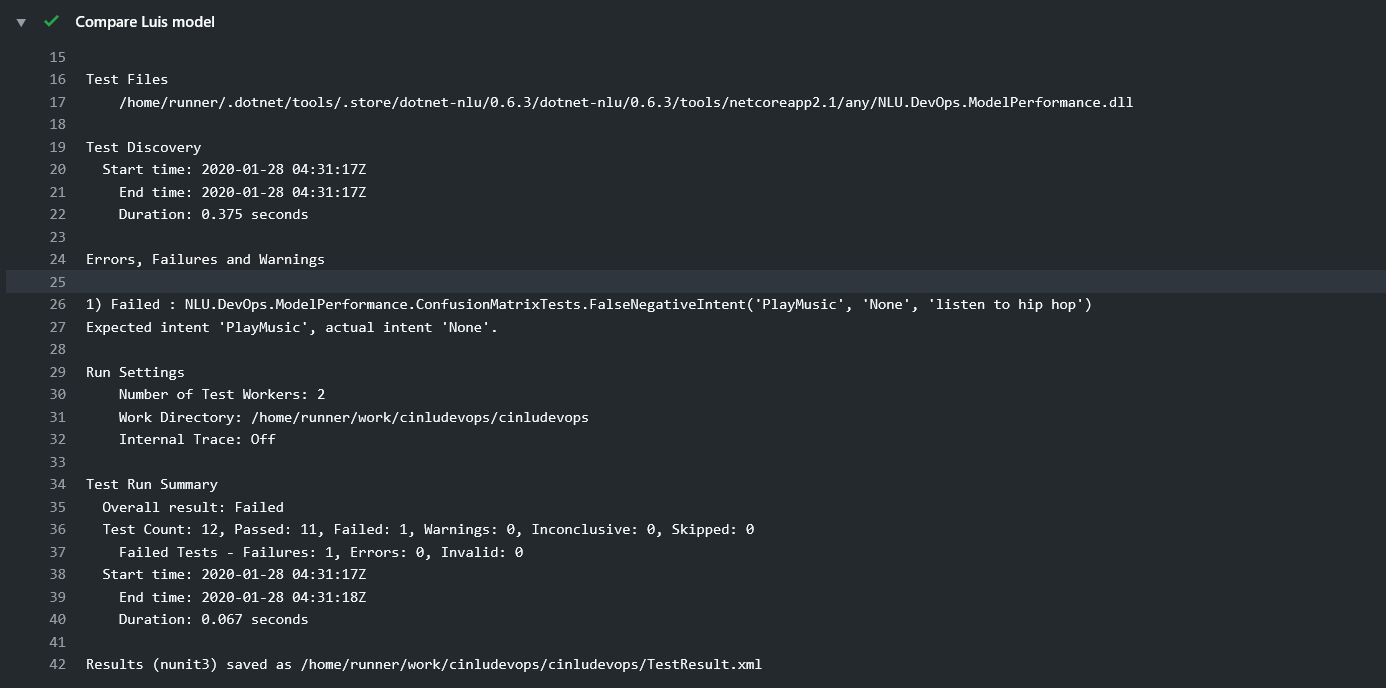 Compare Luis model
15
16 Test Files
17 /home/runner/.dotnet/tools/.store/dotnet-nlu/0.6.3/dotnet-nlu/0.6.3/tools/netcoreapp2.1/any/NLU.DevOps.ModelPerformance.dll
18
19 Test Discovery
20 Start time: 2020-01-28 04:31:17Z
21 End time: 2020-01-28 04:31:17Z
22 Duration: 0.375 seconds
23
24 Errors, Failures and Warnings
25
26 1) Failed : NLU.DevOps.ModelPerformance.ConfusionMatrixTests.FalseNegativeIntent('PlayMusic', 'None', 'listen to hip hop')
27 Expected intent 'PlayMusic', actual intent 'None'.
28
29 Run Settings
30 Number of Test Workers: 2
31 Work Directory: /home/runner/work/cinludevops/cinludevops
32 Internal Trace: Off
33
34 Test Run Summary
35 Overall result: Failed
36 Test Count: 12, Passed: 11, Failed: 1, Warnings: 0, Inconclusive: 0, Skipped: 0
37 Failed Tests - Failures: 1, Errors: 0, Invalid: 0
38 Start time: 2020-01-28 04:31:17Z
39 End time: 2020-01-28 04:31:18Z
40 Duration: 0.067 seconds
41
42 Results (nunit3) saved as /home/runner/work/cinludevops/cinludevops/TestResult.xml